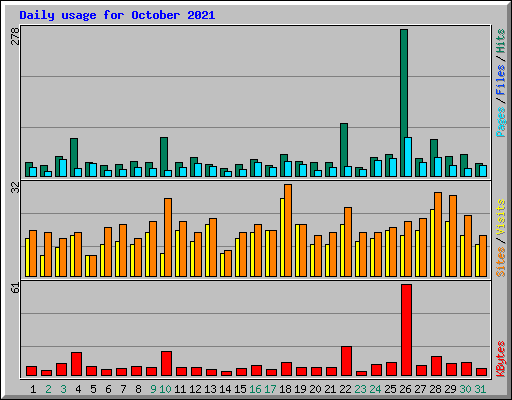 Daily usage for October 2021
278
Pages / Files / Hits
32
Sites / Visits
61
KBytes
1 2 3 4 5 6 7 8 9 10 11 12 13 14 15 16 17 18 19 20 21 22 23 24 25 26 27 28 29 30 31